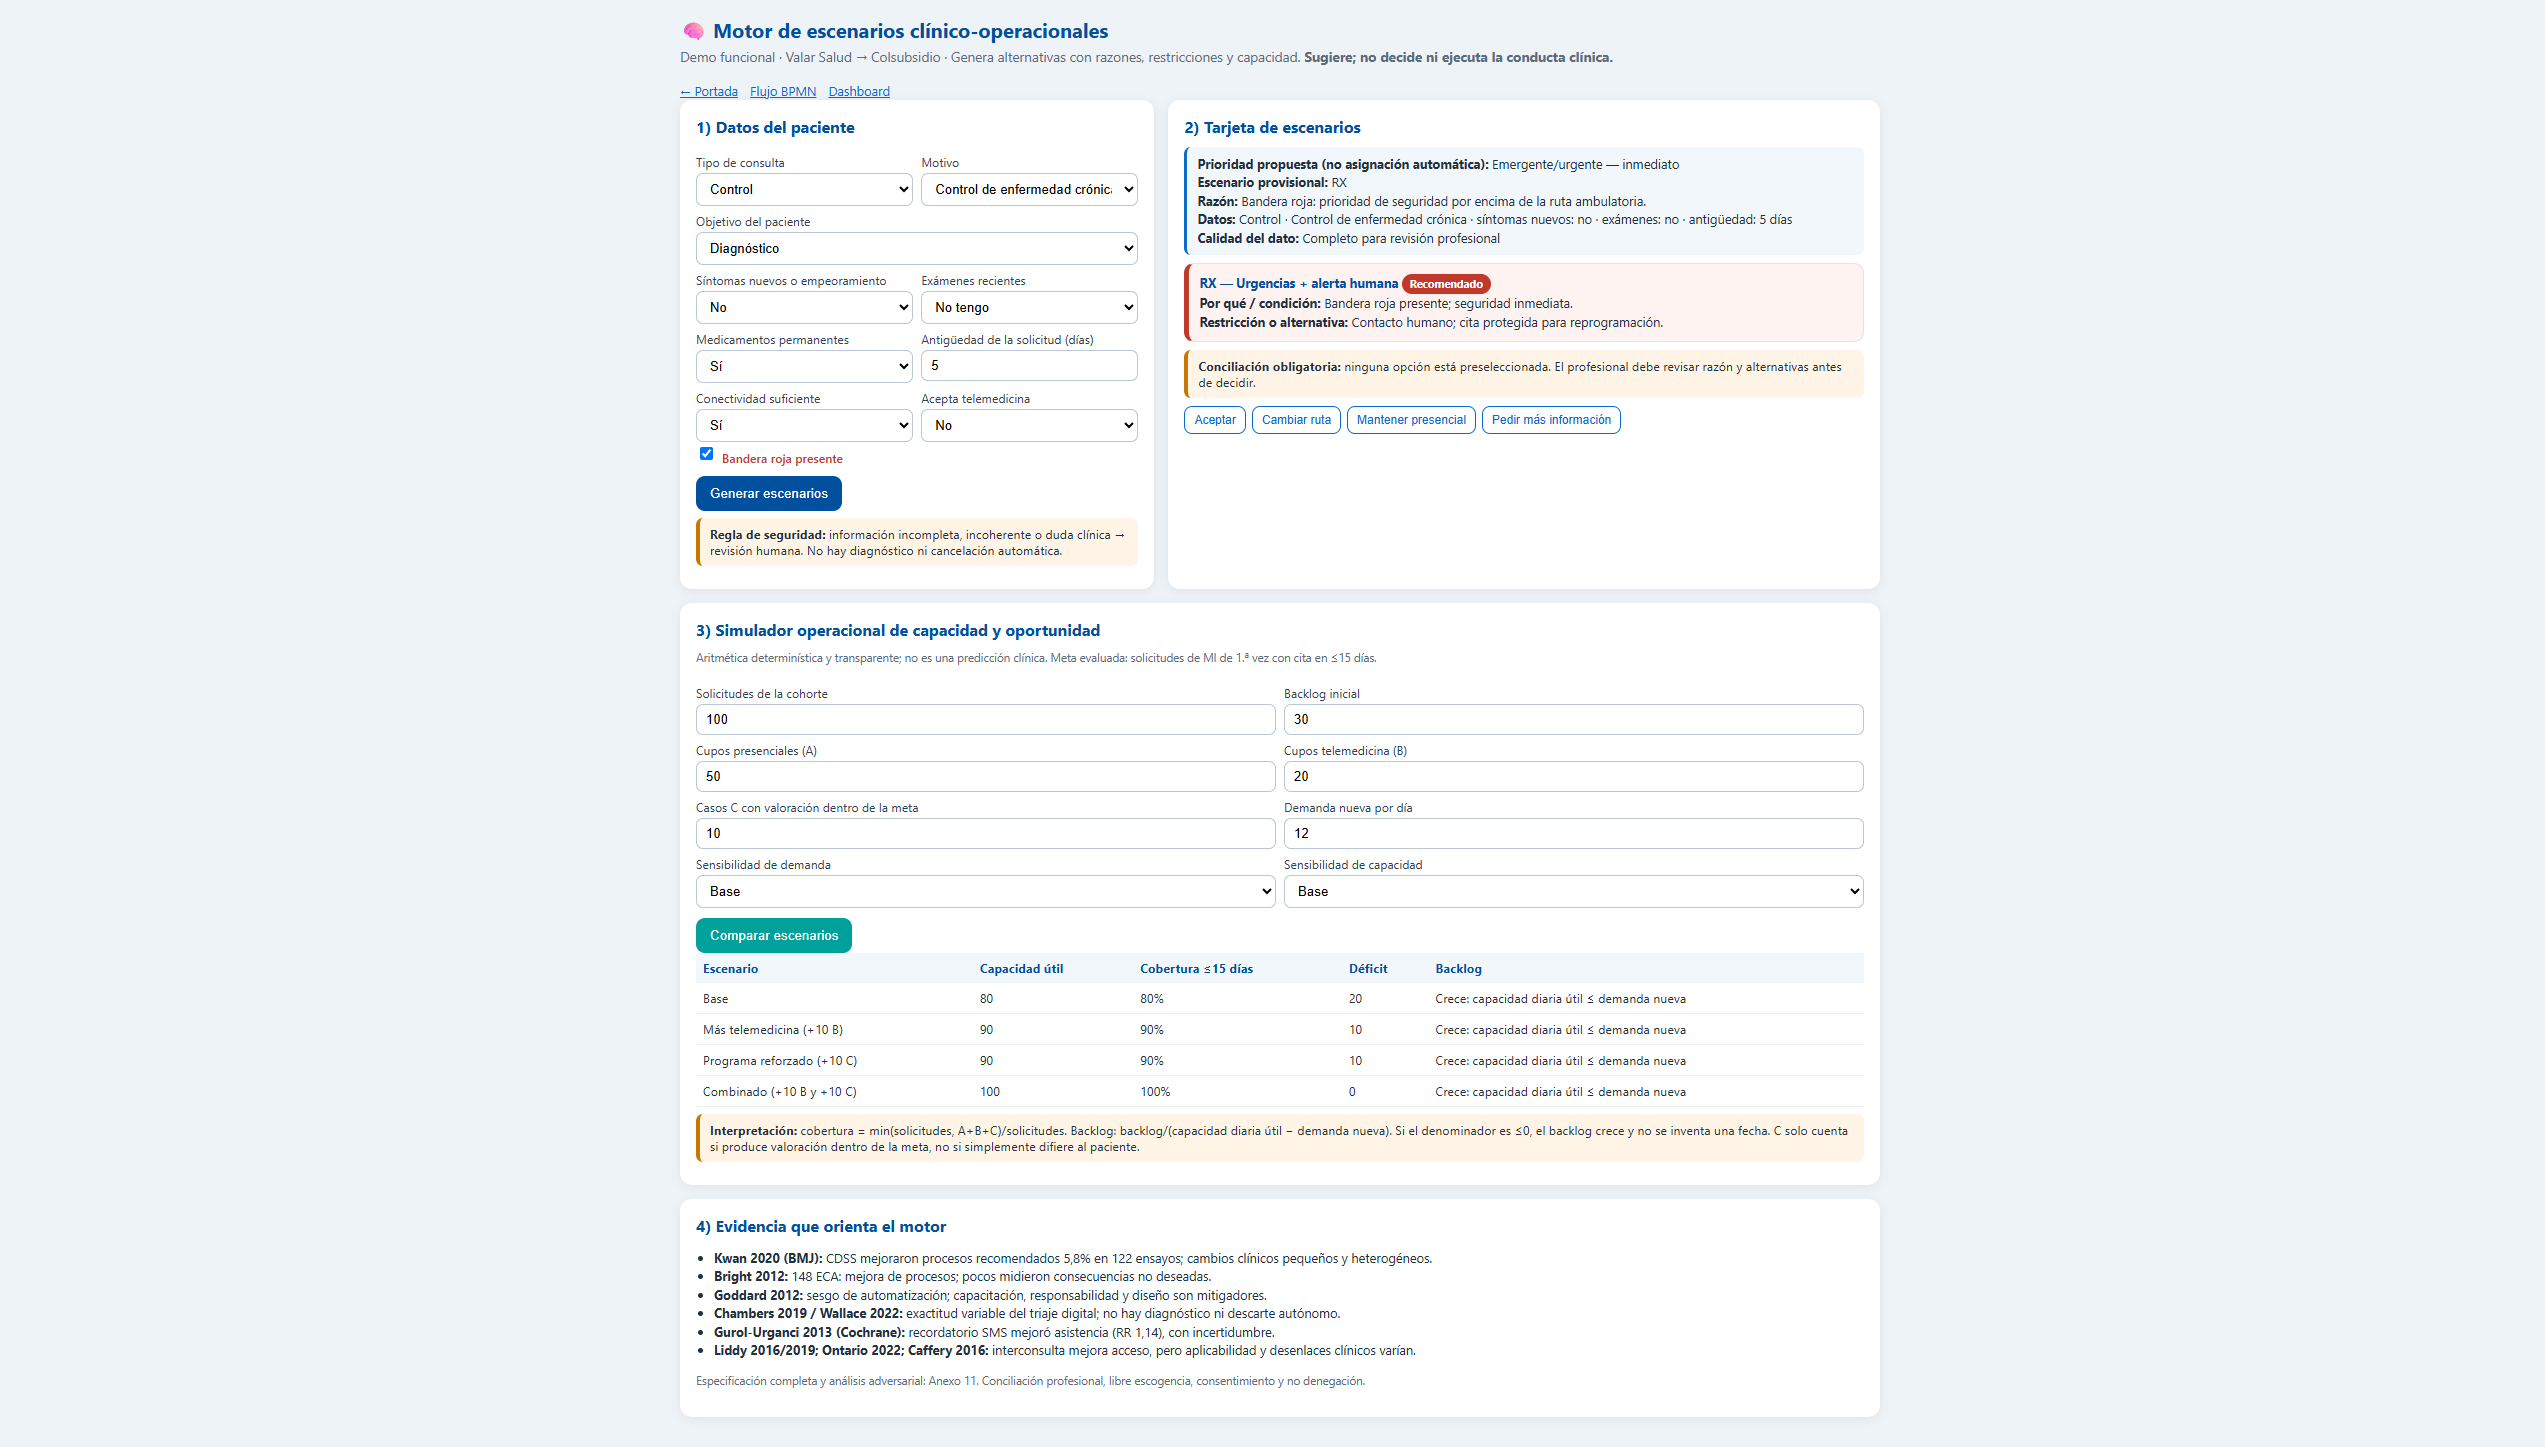 🧠 Motor de escenarios clínico-operacionales
Demo funcional · Valar Salud → Colsubsidio · Genera alternativas con razones, restricciones y capacidad. Sugiere; no decide ni ejecuta la conducta clínica.
← Portada Flujo BPMN Dashboard
1) Datos del paciente
Tipo de consulta Motivo
Control Control de enfermedad crónic
Objetivo del paciente
Diagnóstico
Síntomas nuevos o empeoramiento Exámenes recientes
No No tengo
Medicamentos permanentes Antigüedad de la solicitud (días)
Sí 5
Conectividad suficiente Acepta telemedicina
Sí No
Bandera roja presente
Generar escenarios
Regla de seguridad: información incompleta, incoherente o duda clínica →
revisión humana. No hay diagnóstico ni cancelación automática.
2) Tarjeta de escenarios
Prioridad propuesta (no asignación automática): Emergente/urgente — inmediato
Escenario provisional: RX
Razón: Bandera roja: prioridad de seguridad por encima de la ruta ambulatoria.
Datos: Control · Control de enfermedad crónica · síntomas nuevos: no · exámenes: no · antigüedad: 5 días
Calidad del dato: Completo para revisión profesional
RX — Urgencias + alerta humana Recomendado
Por qué / condición: Bandera roja presente; seguridad inmediata.
Restricción o alternativa: Contacto humano; cita protegida para reprogramación.
Conciliación obligatoria: ninguna opción está preseleccionada. El profesional debe revisar razón y alternativas antes
de decidir.
Aceptar Cambiar ruta Mantener presencial Pedir más información
3) Simulador operacional de capacidad y oportunidad
Aritmética determinística y transparente; no es una predicción clínica. Meta evaluada: solicitudes de MI de 1.ª vez con cita en ≤15 días.
Solicitudes de la cohorte Backlog inicial
100 30
Cupos presenciales (A) Cupos telemedicina (B)
50 20
Casos C con valoración dentro de la meta Demanda nueva por día
10 12
Sensibilidad de demanda Sensibilidad de capacidad
Base Base
Comparar escenarios
Escenario Capacidad útil Cobertura ≤15 días Déficit Backlog
Base 80 80% 20 Crece: capacidad diaria útil ≤ demanda nueva
Más telemedicina (+10 B) 90 90% 10 Crece: capacidad diaria útil ≤ demanda nueva
Programa reforzado (+10 C) 90 90% 10 Crece: capacidad diaria útil ≤ demanda nueva
Combinado (+10 B y +10 C) 100 100% 0 Crece: capacidad diaria útil ≤ demanda nueva
Interpretación: cobertura = min(solicitudes, A+B+C)/solicitudes. Backlog: backlog/(capacidad diaria útil − demanda nueva). Si el denominador es ≤0, el backlog crece y no se inventa una fecha. C solo cuenta
si produce valoración dentro de la meta, no si simplemente difiere al paciente.
4) Evidencia que orienta el motor
• Kwan 2020 (BMJ): CDSS mejoraron procesos recomendados 5,8% en 122 ensayos; cambios clínicos pequeños y heterogéneos.
• Bright 2012: 148 ECA: mejora de procesos; pocos midieron consecuencias no deseadas.
• Goddard 2012: sesgo de automatización; capacitación, responsabilidad y diseño son mitigadores.
• Chambers 2019 / Wallace 2022: exactitud variable del triaje digital; no hay diagnóstico ni descarte autónomo.
• Gurol-Urganci 2013 (Cochrane): recordatorio SMS mejoró asistencia (RR 1,14), con incertidumbre.
• Liddy 2016/2019; Ontario 2022; Caffery 2016: interconsulta mejora acceso, pero aplicabilidad y desenlaces clínicos varían.
Especificación completa y análisis adversarial: Anexo 11. Conciliación profesional, libre escogencia, consentimiento y no denegación.